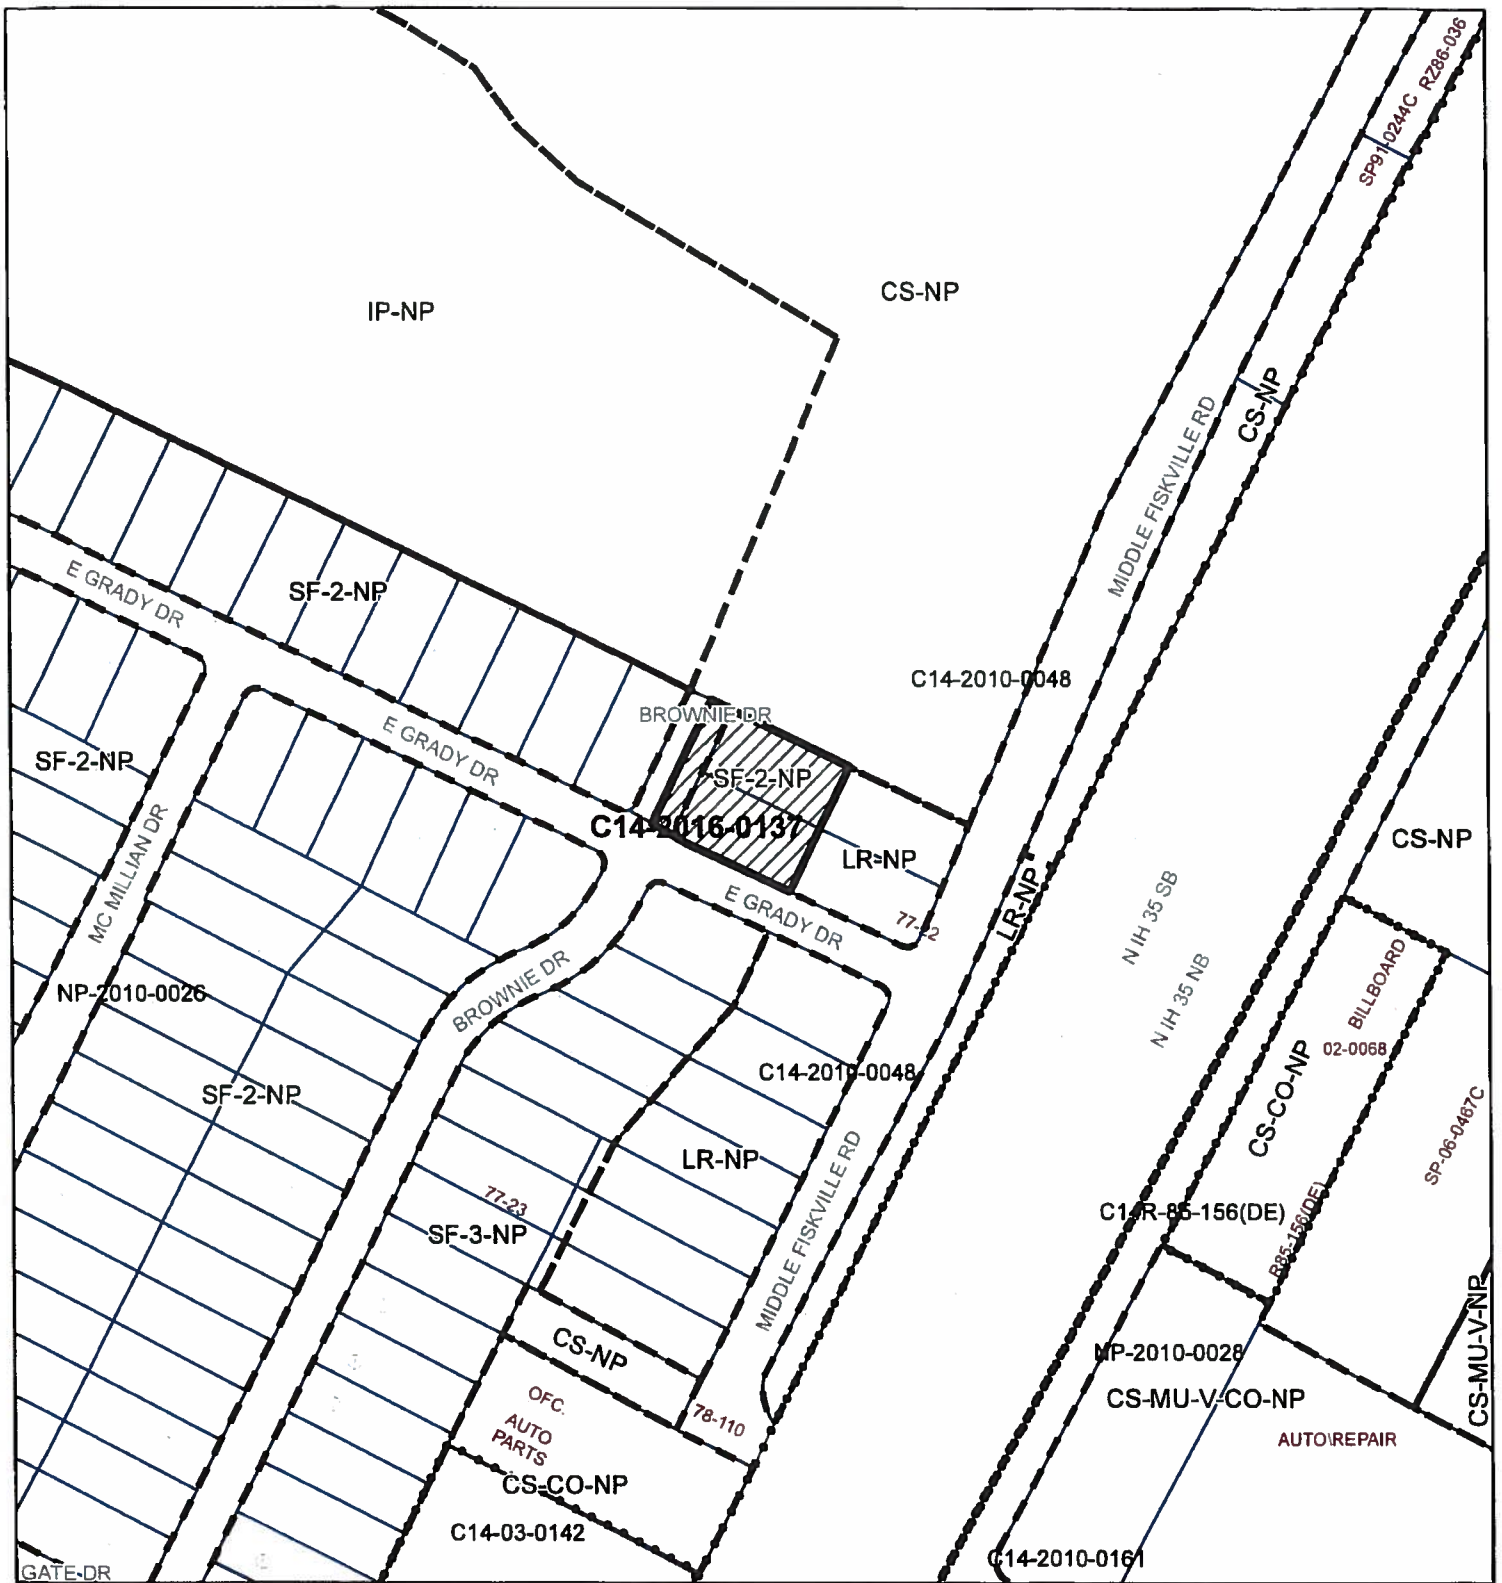 RZ86-036
SP91-0244C
CS-NP
IP-NP
CS-NP
MIDDLE FISKVILLE RD
E GRADY DR
SF-2-NP
C14-2010-0048
BROWNIE DR
E GRADY DR
SF-2-NP
SF-2-NP
C14-2016-0137
MC MILLIAN DR
LR-NP
CS-NP
E GRADY DR
77-22
LR-NP
N IH 35 SB
N IH 35 NB
BILLBOARD
NP-2010-0026
BROWNIE DR
02-0068
SF-2-NP
C14-2010-0048
CS-CO-NP
SP-06-0467C
LR-NP
MIDDLE FISKVILLE RD
77-23
SF-3-NP
C14R-85-156(DE)
R85-156(DE)
CS-NP
NP-2010-0028
CS-MU-V-NP
CS-MU-V-CO-NP
OFC.
AUTO
PARTS
78-110
AUTO REPAIR
CS-CO-NP
C14-03-0142
C14-2010-0161
GATE DR